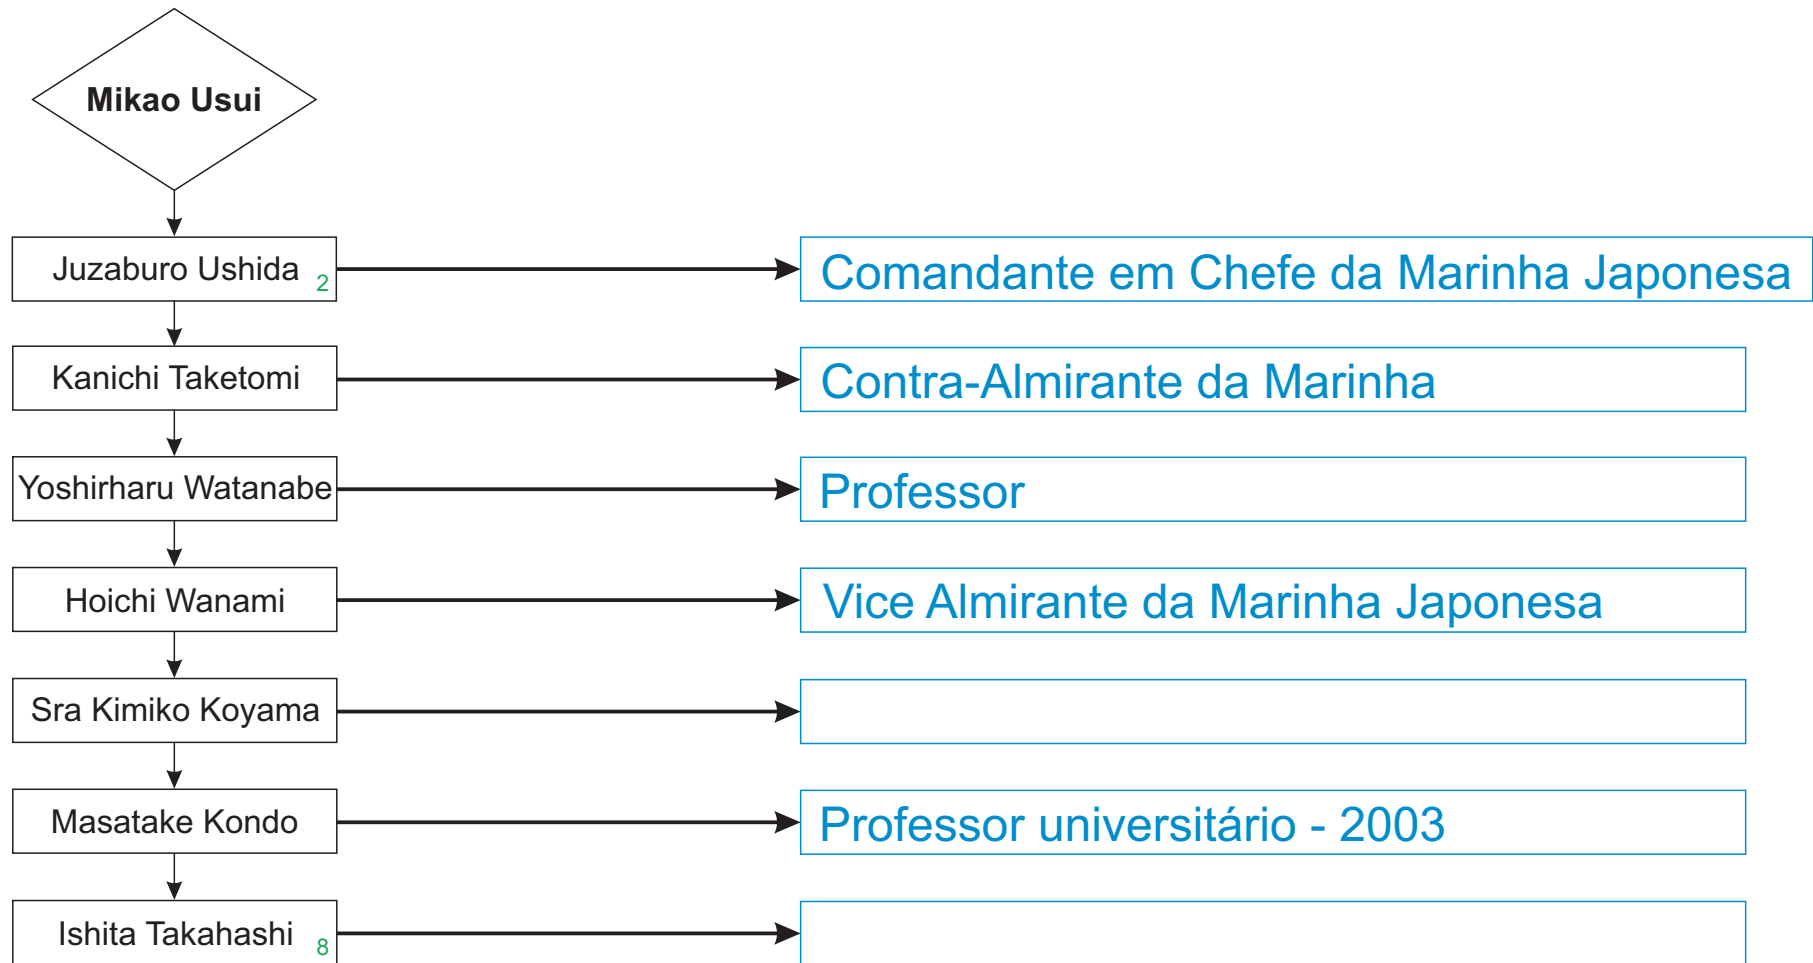 Mikao Usui
Juzaburo Ushida 2
Comandante em Chefe da Marinha Japonesa
Kanichi Taketomi
Contra-Almirante da Marinha
Yoshirharu Watanabe
Professor
Hoichi Wanami
Vice Almirante da Marinha Japonesa
Sra Kimiko Koyama
Masatake Kondo
Professor universitário - 2003
Ishita Takahashi 8